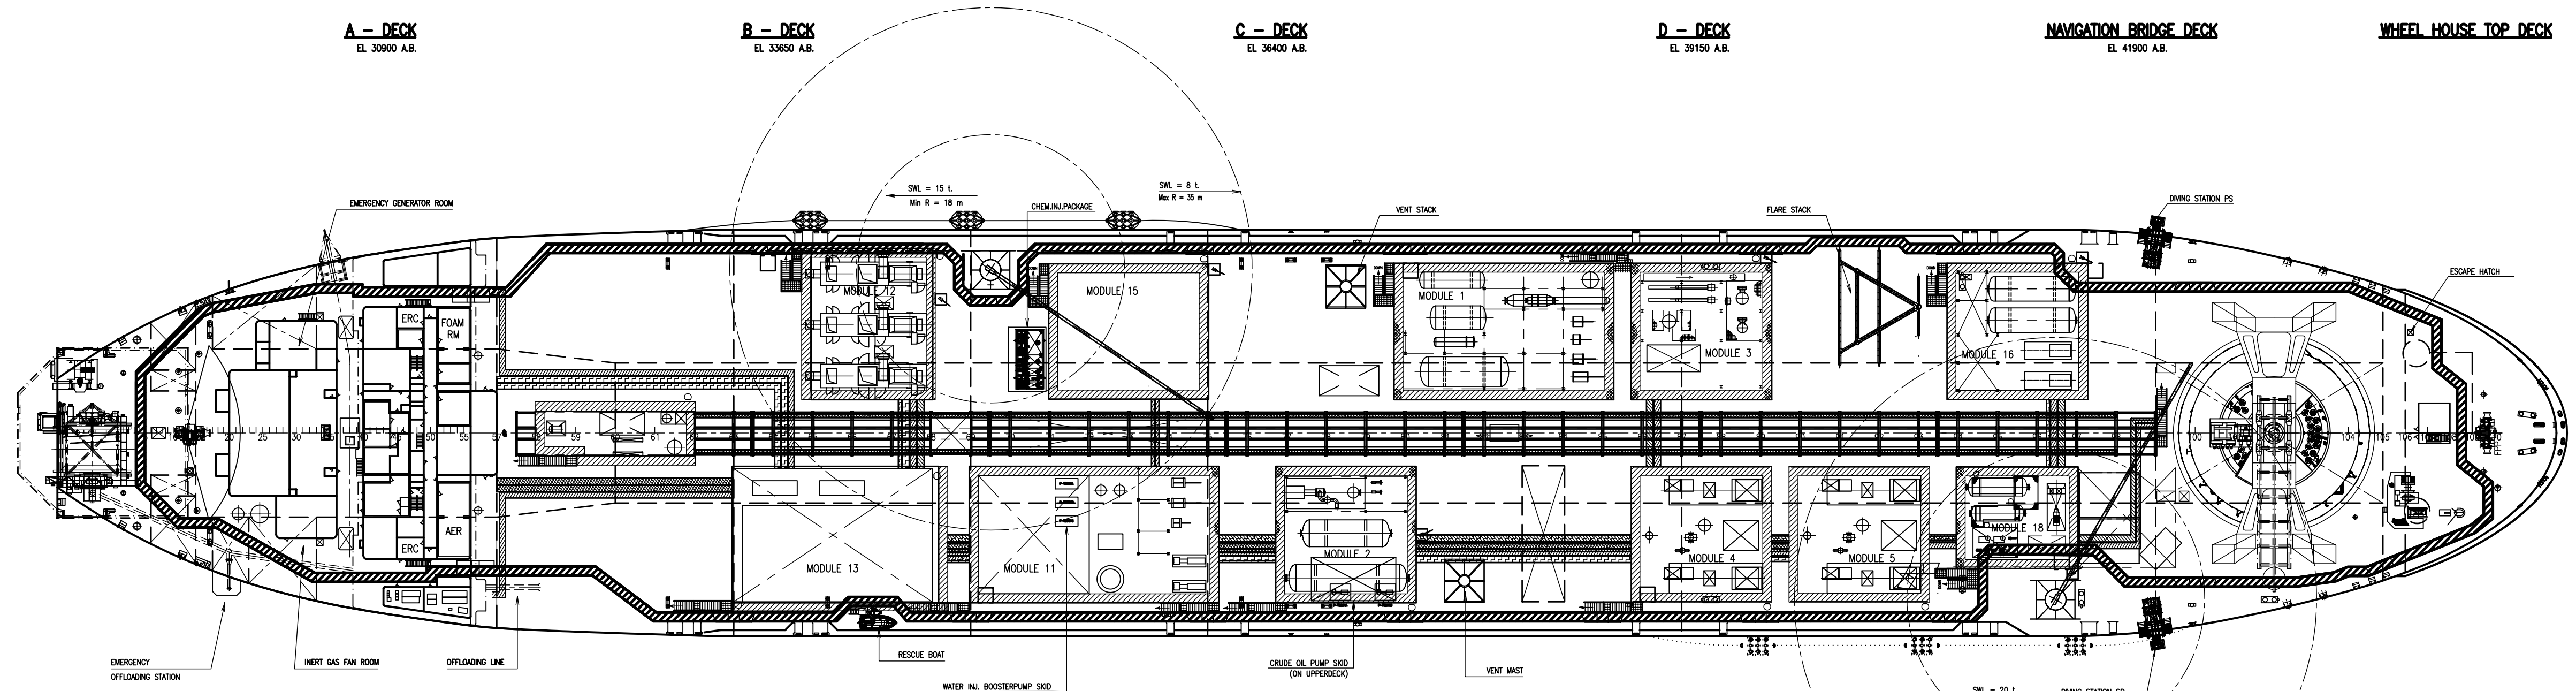 A – DECK
EL 30900 A.B.
B – DECK
EL 33650 A.B.
C – DECK
EL 36400 A.B.
D – DECK
EL 39150 A.B.
NAVIGATION BRIDGE DECK
EL 41900 A.B.
WHEEL HOUSE TOP DECK
SWL = 15 t.
Min R = 18 m
SWL = 8 t.
Max R = 35 m
EMERGENCY GENERATOR ROOM
CHEM.INJ.PACKAGE
VENT STACK
FLARE STACK
DIVING STATION PS
ESCAPE HATCH
MODULE 12
MODULE 15
MODULE 1
MODULE 3
MODULE 16
ERC
FOAM
RM
20 25 30
50 55 57
59
61
68 69
100
104 105 106
AER
ERC
MODULE 13
MODULE 11
MODULE 2
MODULE 4
MODULE 5
MODULE 18
EMERGENCY
OFFLOADING STATION
INERT GAS FAN ROOM
OFFLOADING LINE
RESCUE BOAT
WATER INJ. BOOSTERPUMP SKID
CRUDE OIL PUMP SKID
(ON UPPERDECK)
VENT MAST
SWL = 20 t.